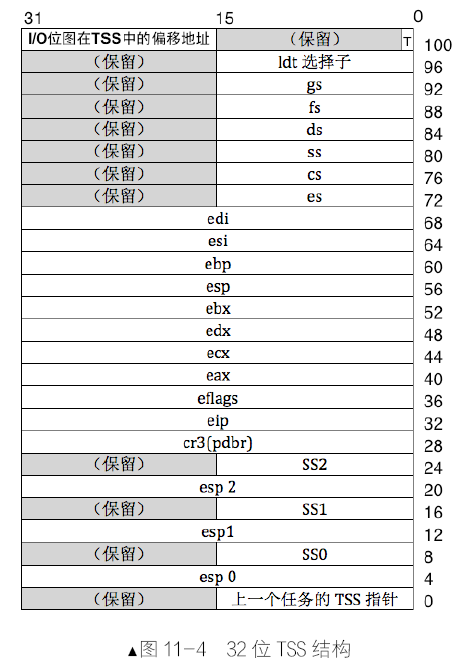 31 15 0
I/O位图在TSS中的偏移地址 （保留） T 100
（保留） ldt 选择子 96
（保留） gs 92
（保留） fs 88
（保留） ds 84
（保留） ss 80
（保留） cs 76
（保留） es 72
edi 68
esi 64
ebp 60
esp 56
ebx 52
edx 48
ecx 44
eax 40
eflags 36
eip 32
cr3(pdbr) 28
（保留） SS2 24
esp 2 20
（保留） SS1 16
esp1 12
（保留） SS0 8
esp 0 4
（保留） 上一个任务的 TSS 指针 0
▲图 11-4 32 位 TSS 结构